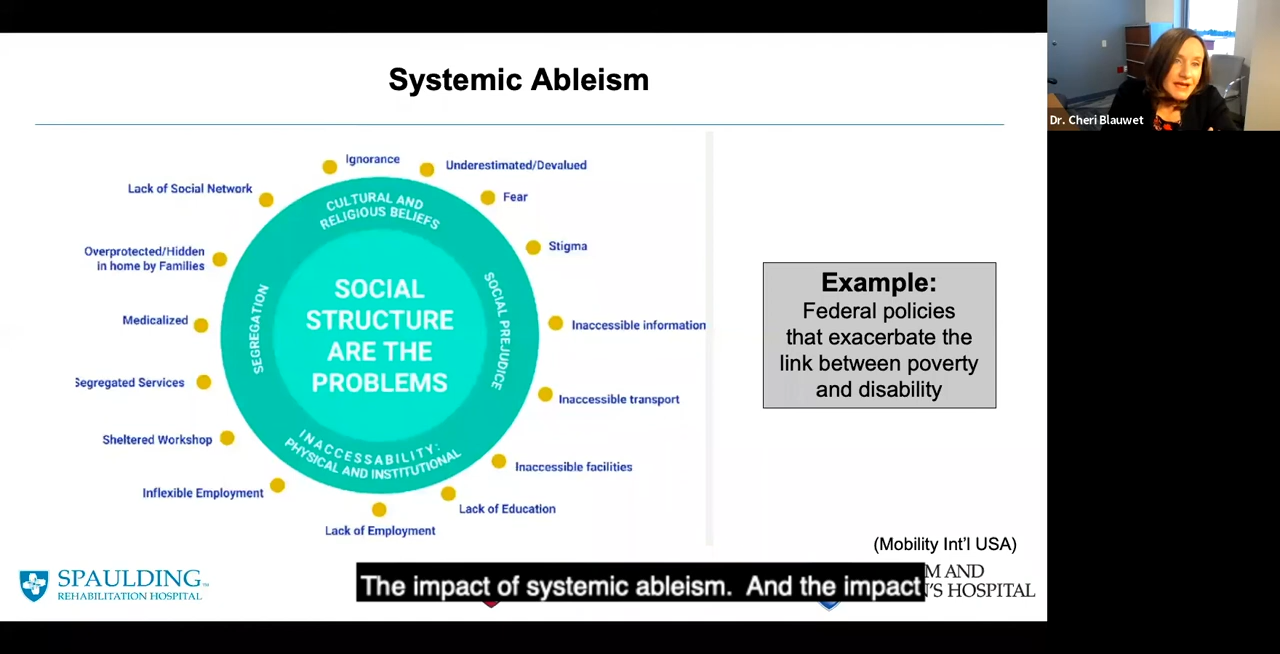 Systemic Ableism
Dr. Cheri Blauwet
Ignorance
Underestimated/Devalued
Fear
Stigma
Inaccessible information
Inaccessible transport
Inaccessible facilities
Lack of Education
Lack of Employment
Inflexible Employment
Sheltered Workshop
Segregated Services
Medicalized
Overprotected/Hidden
in home by Families
Lack of Social Network
CULTURAL AND
RELIGIOUS BELIEFS
SOCIAL PREJUDICE
INACCESSABILITY:
PHYSICAL AND INSTITUTIONAL
SEGREGATION
SOCIAL
STRUCTURE
ARE THE
PROBLEMS
Example:
Federal policies
that exacerbate the
link between poverty
and disability
(Mobility Int'l USA)
SPAULDING
REHABILITATION HOSPITAL
M AND
'S HOSPITAL
The impact of systemic ableism. And the impact